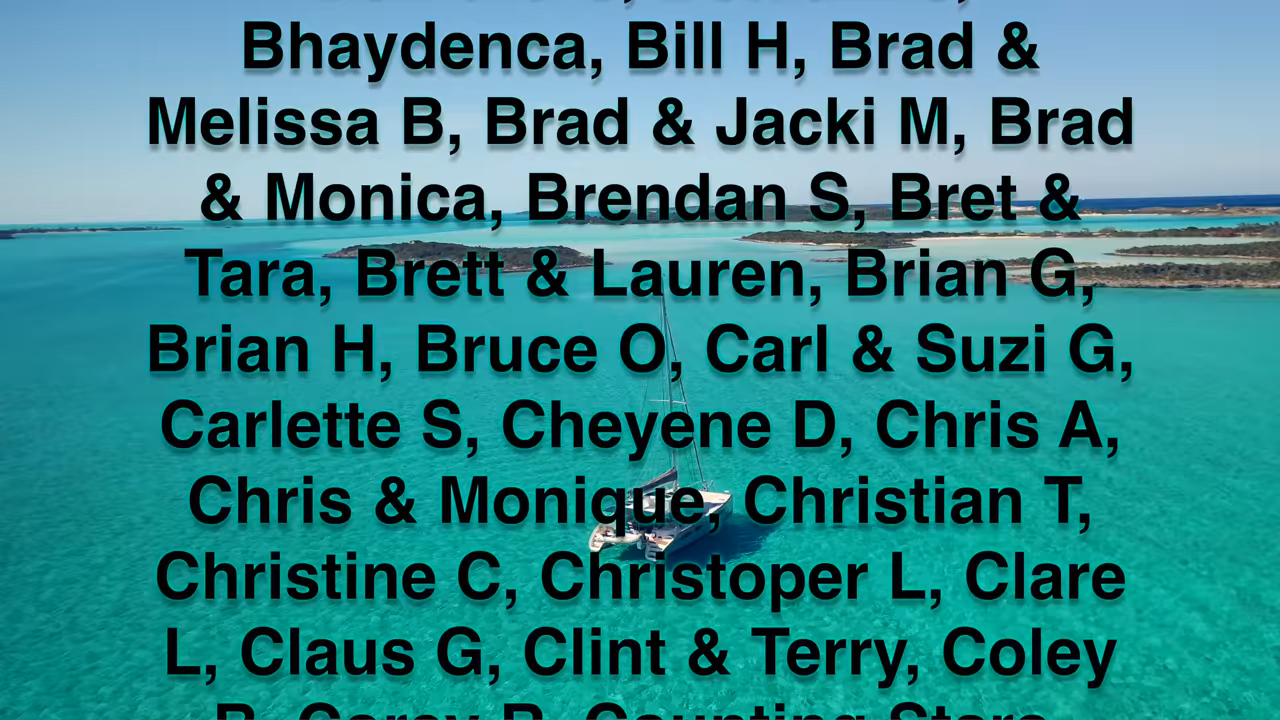 Bhaydenca, Bill H, Brad &
Melissa B, Brad & Jacki M, Brad
& Monica, Brendan S, Bret &
Tara, Brett & Lauren, Brian G,
Brian H, Bruce O, Carl & Suzi G,
Carlette S, Cheyene D, Chris A,
Chris & Monique, Christian T,
Christine C, Christoper L, Clare
L, Claus G, Clint & Terry, Coley